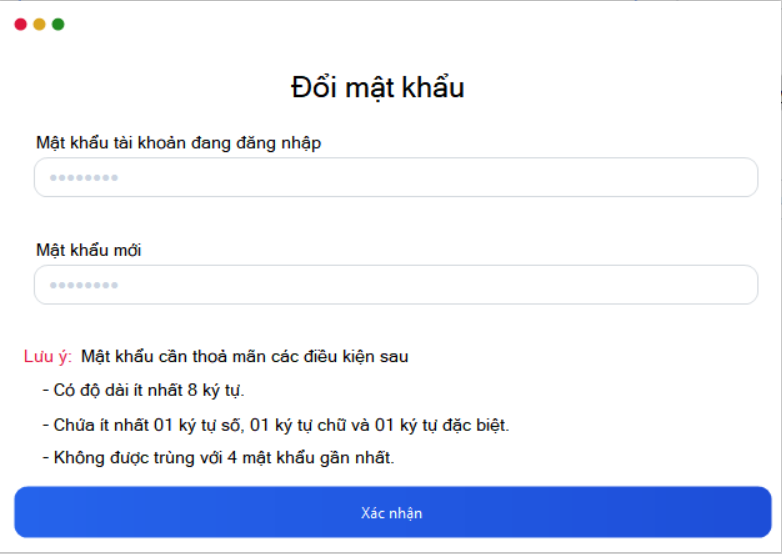 Đổi mật khẩu
Mật khẩu tài khoản đang đăng nhập
Mật khẩu mới
Lưu ý: Mật khẩu cần thoả mãn các điều kiện sau
- Có độ dài ít nhất 8 ký tự.
- Chứa ít nhất 01 ký tự số, 01 ký tự chữ và 01 ký tự đặc biệt.
- Không được trùng với 4 mật khẩu gần nhất.
Xác nhận